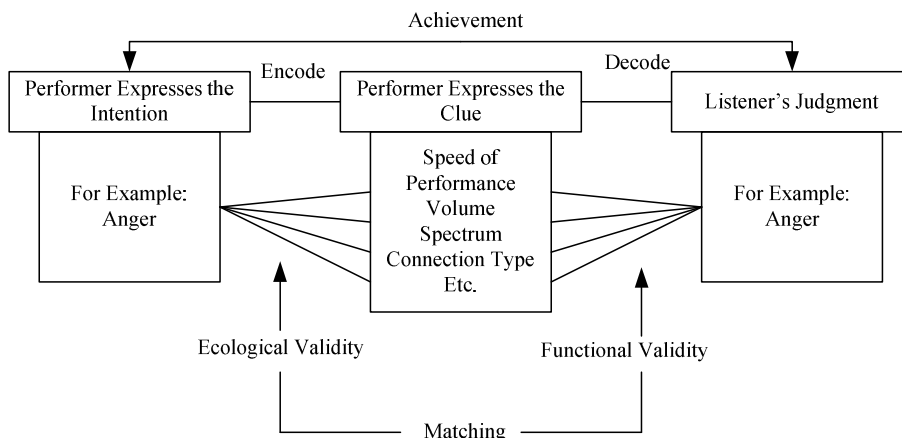 Achievement
Encode
Decode
Performer Expresses the
Intention
Performer Expresses the
Clue
Listener's Judgment
For Example:
Anger
Speed of
Performance
Volume
Spectrum
Connection Type
Etc.
For Example:
Anger
Ecological Validity
Functional Validity
Matching